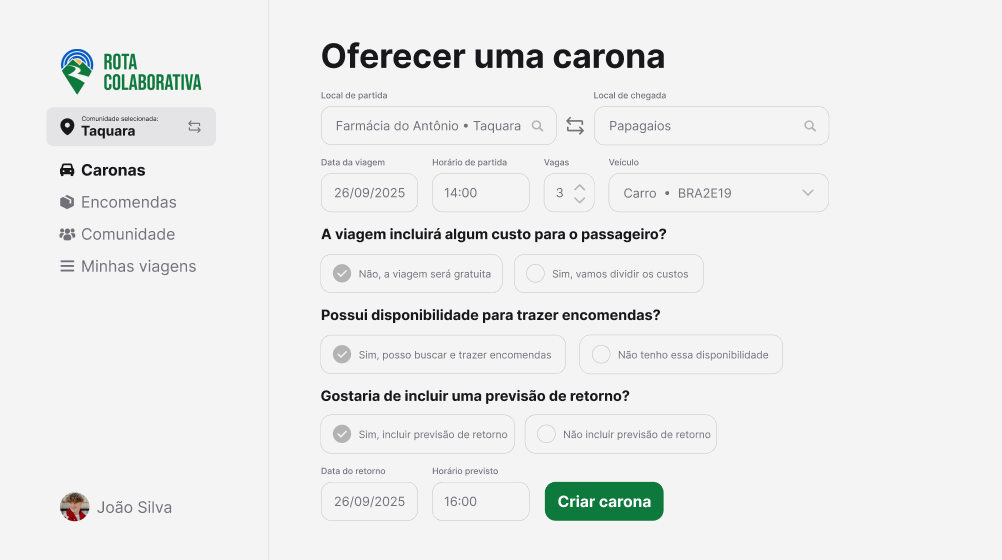 ROTA
COLABORATIVA
Comunidade selecionada:
Taquara
Caronas
Encomendas
Comunidade
Minhas viagens
João Silva
Oferecer uma carona
Local de partida
Local de chegada
Farmácia do Antônio • Taquara
Papagaios
Data da viagem
Horário de partida
Vagas
Veículo
26/09/2025
14:00
3
Carro • BRA2E19
A viagem incluirá algum custo para o passageiro?
Não, a viagem será gratuita
Sim, vamos dividir os custos
Possui disponibilidade para trazer encomendas?
Sim, posso buscar e trazer encomendas
Não tenho essa disponibilidade
Gostaria de incluir uma previsão de retorno?
Sim, incluir previsão de retorno
Não incluir previsão de retorno
Data do retorno
Horário previsto
26/09/2025
16:00
Criar carona